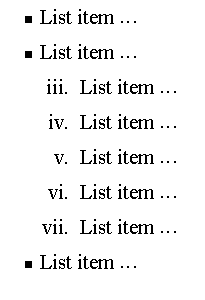 ▪ List item …
▪ List item …
iii. List item …
iv. List item …
v. List item …
vi. List item …
vii. List item …
▪ List item …